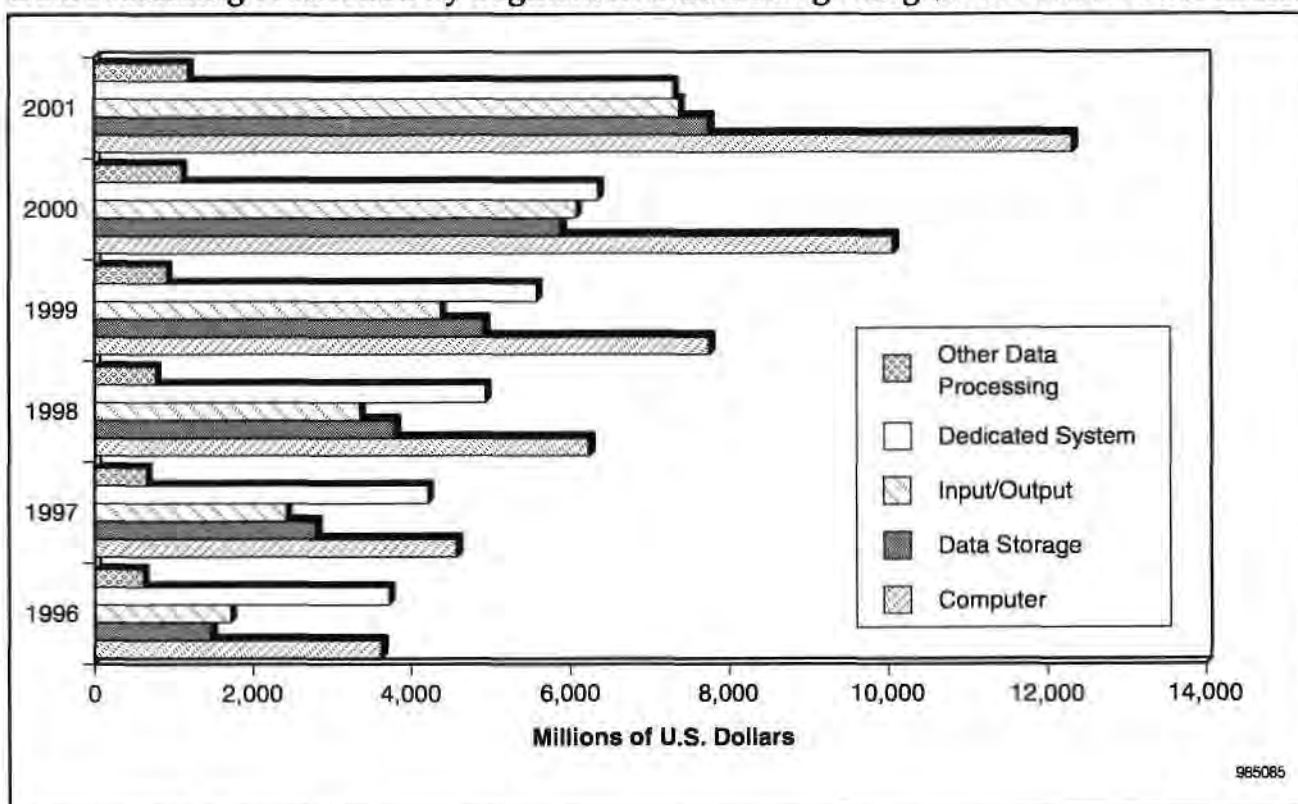 2001
2000
1999
1998
1997
1996
Other Data
Processing
Dedicated System
Input/Output
Data Storage
Computer
0 2,000 4,000 6,000 8,000 10,000 12,000 14,000
Millions of U.S. Dollars
985085